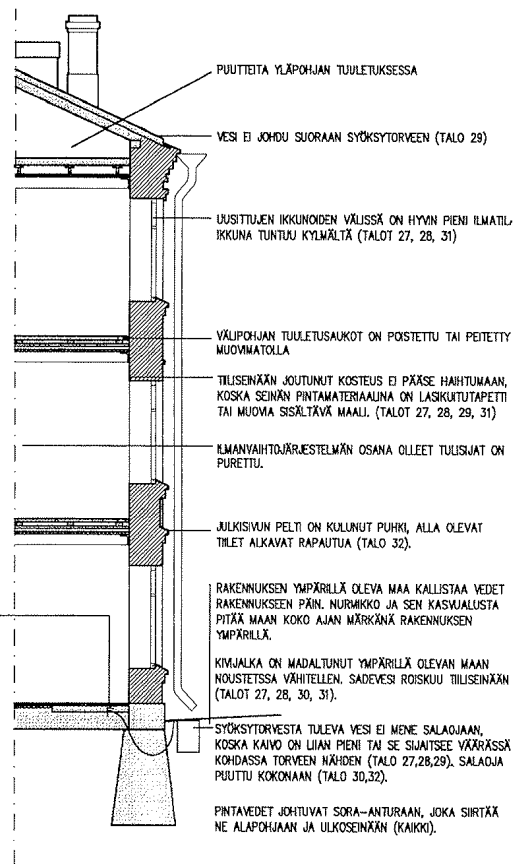 PUUTTEITA YLÄPOHJAN TUULETUKSESSA
VESI EI JOHDU SUORAAN SYÖKSYTORVEEN (TALO 29)
UUSITTUJEN IKKUNOIDEN VÄLISSÄ ON HYVIN PIENI ILMATIL-
IKKUNA TUNTUU KYLMÄLTÄ (TALOT 27, 28, 31)
VÄLIPOHJAN TUULETUSAUKOT ON POISTETTU TAI PEITETTY
MUOVIMATOLLA
TIILISEINÄÄN JOUTUNUT KOSTEUS EI PÄÄSE HAIHTUMAAN,
KOSKA SEINÄN PINTAMATERIAALINA ON LASIKUITUTAPETTI
TAI MUOVIA SISÄLTÄVÄ MAALI. (TALOT 27, 28, 29, 31)
ILMANVAIHTOJÄRJESTELMÄN OSANA OLLEET TULISIJAT ON
PURETTU.
JULKISIVUN PELTI ON KULUNUT PUHKI, ALLA OLEVAT
TIILET ALKAVAT RAPAUTUA (TALO 32).
RAKENNUKSEN YMPÄRILLÄ OLEVA MAA KALLISTAA VEDET
RAKENNUKSEEN PÄIN. NURMIKKO JA SEN KASVUALUSTA
PITÄÄ MAAN KOKO AJAN MÄRKÄNÄ RAKENNUKSEN
YMPÄRILLÄ.
KIVIJALKA ON MADALTUNUT YMPÄRILLÄ OLEVAN MAAN
NOUSTETSSA VÄHITELLEN. SADEVESI ROISKUU TIILISEINÄÄN
(TALOT 27, 28, 30, 31).
SYÖKSYTORVESTA TULEVA VESI EI MENE SALAOJAAN,
KOSKA KAIVO ON LIIAN PIENI TAI SE SIJAITSEE VÄÄRÄSSÄ
KOHDASSA TORVEEN NÄHDEN (TALO 27,28,29). SALAOJA
PUUTTU KOKONAAN (TALO 30,32).
PINTAVEDET JOHTUVAT SORA-ANTURAAN, JOKA SIIRTÄÄ
NE ALAPOHJAAN JA ULKOSEINÄÄN (KAIKKI).